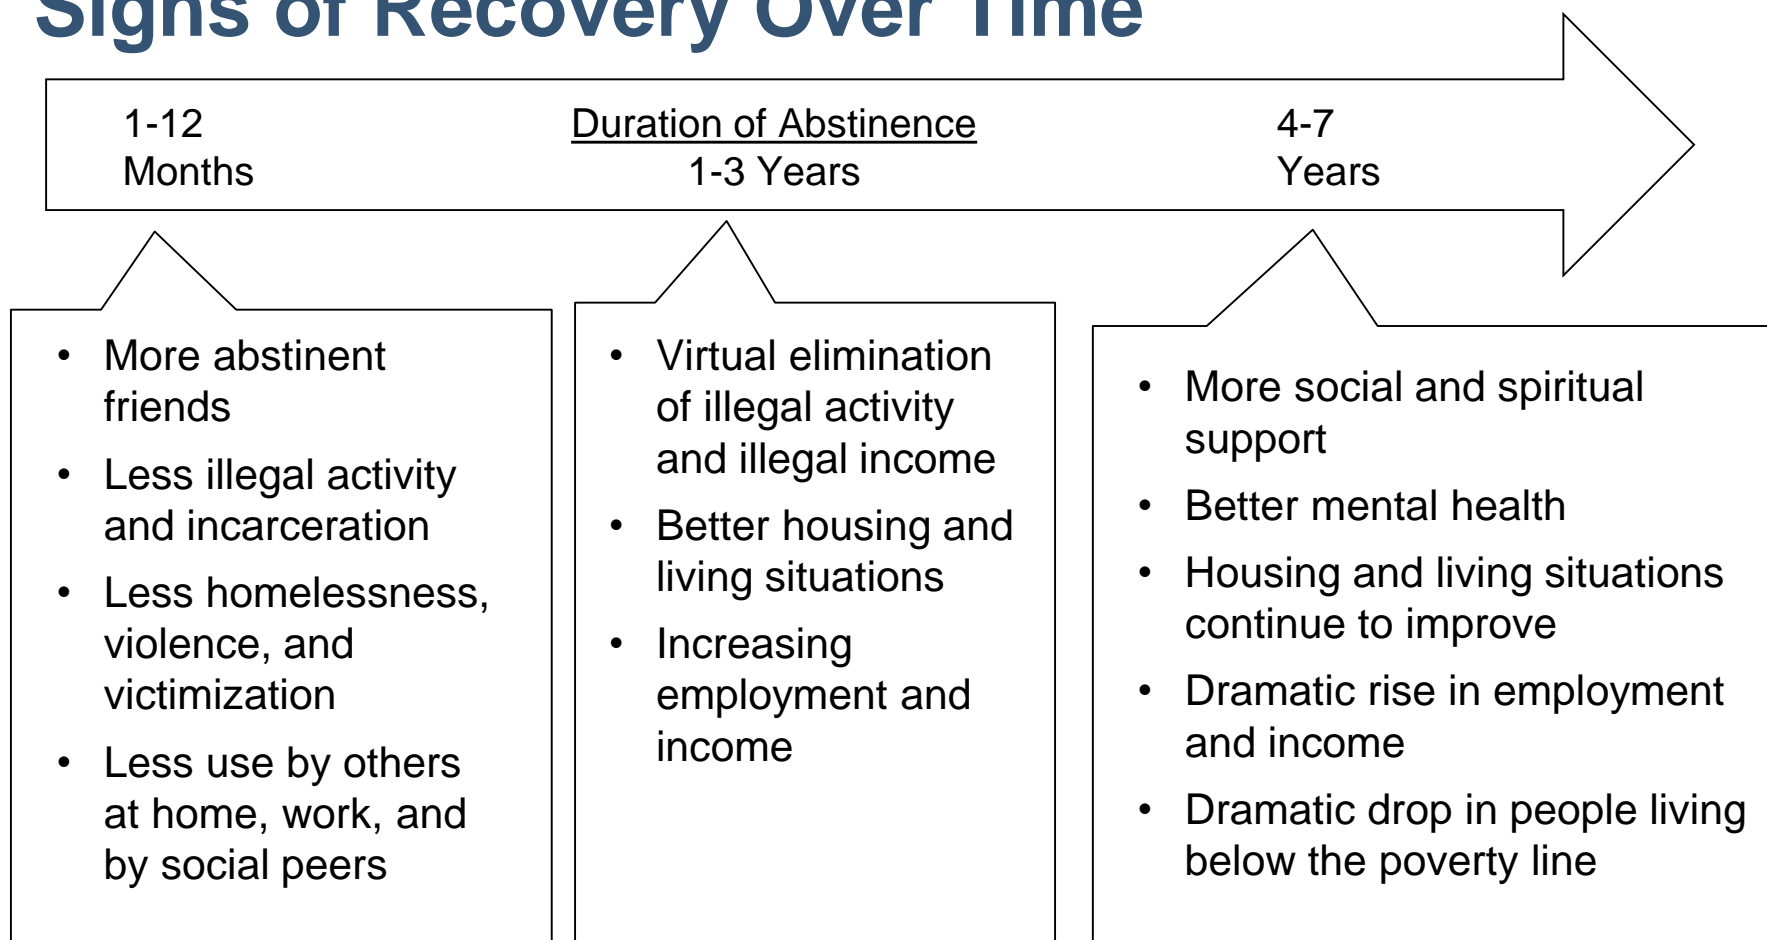 Signs of Recovery Over Time
1-12
Months
Duration of Abstinence
1-3 Years
4-7
Years
• More abstinent
friends
• Less illegal activity
and incarceration
• Less homelessness,
violence, and
victimization
• Less use by others
at home, work, and
by social peers
• Virtual elimination
of illegal activity
and illegal income
• Better housing and
living situations
• Increasing
employment and
income
• More social and spiritual
support
• Better mental health
• Housing and living situations
continue to improve
• Dramatic rise in employment
and income
• Dramatic drop in people living
below the poverty line